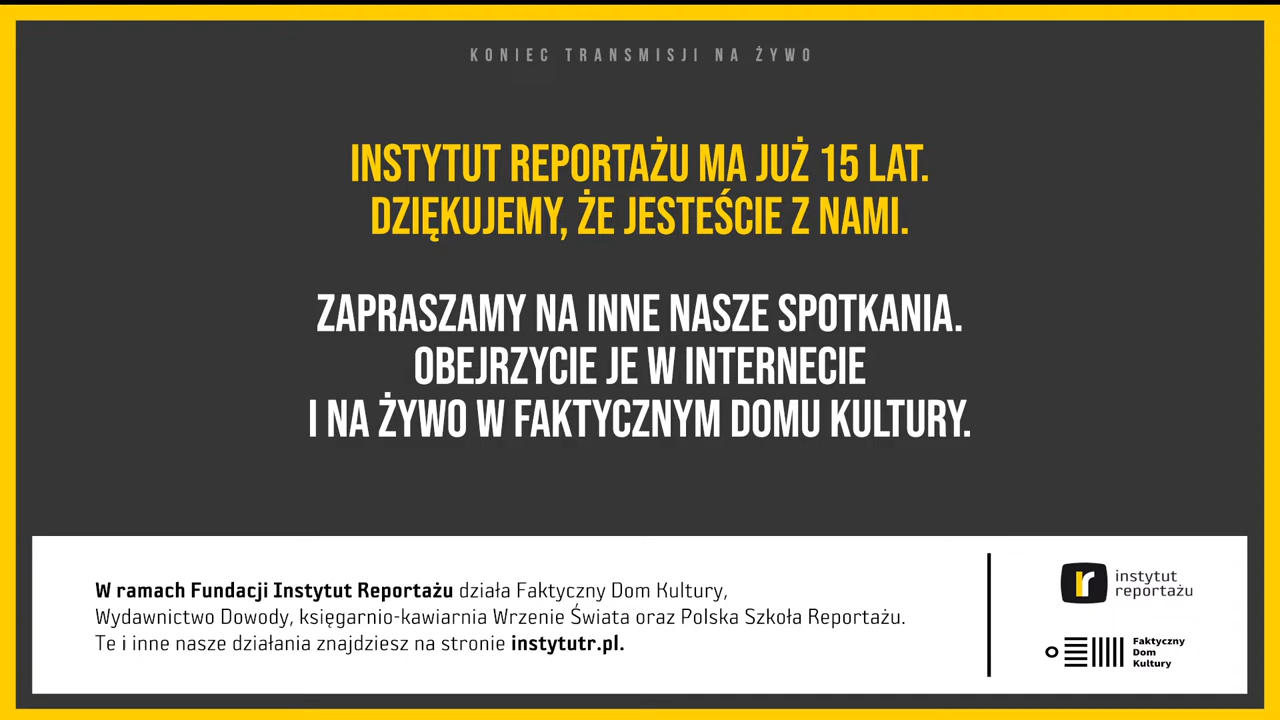 KONIEC TRANSMISJI NA ŻYWO
INSTYTUT REPORTAŻU MA JUŻ 15 LAT.
DZIĘKUJEMY, ŻE JESTEŚCIE Z NAMI.
ZAPRASZAMY NA INNE NASZE SPOTKANIA.
OBEJRZYCIE JE W INTERNECIE
I NA ŻYWO W FAKTYCZNYM DOMU KULTURY.
W ramach Fundacji Instytut Reportażu działa Faktyczny Dom Kultury,
Wydawnictwo Dowody, księgarnio-kawiarnia Wrzenie Świata oraz Polska Szkoła Reportażu.
Te i inne nasze działania znajdziesz na stronie instytutr.pl.
r
instytut
reportażu
Faktyczny
Dom
Kultury